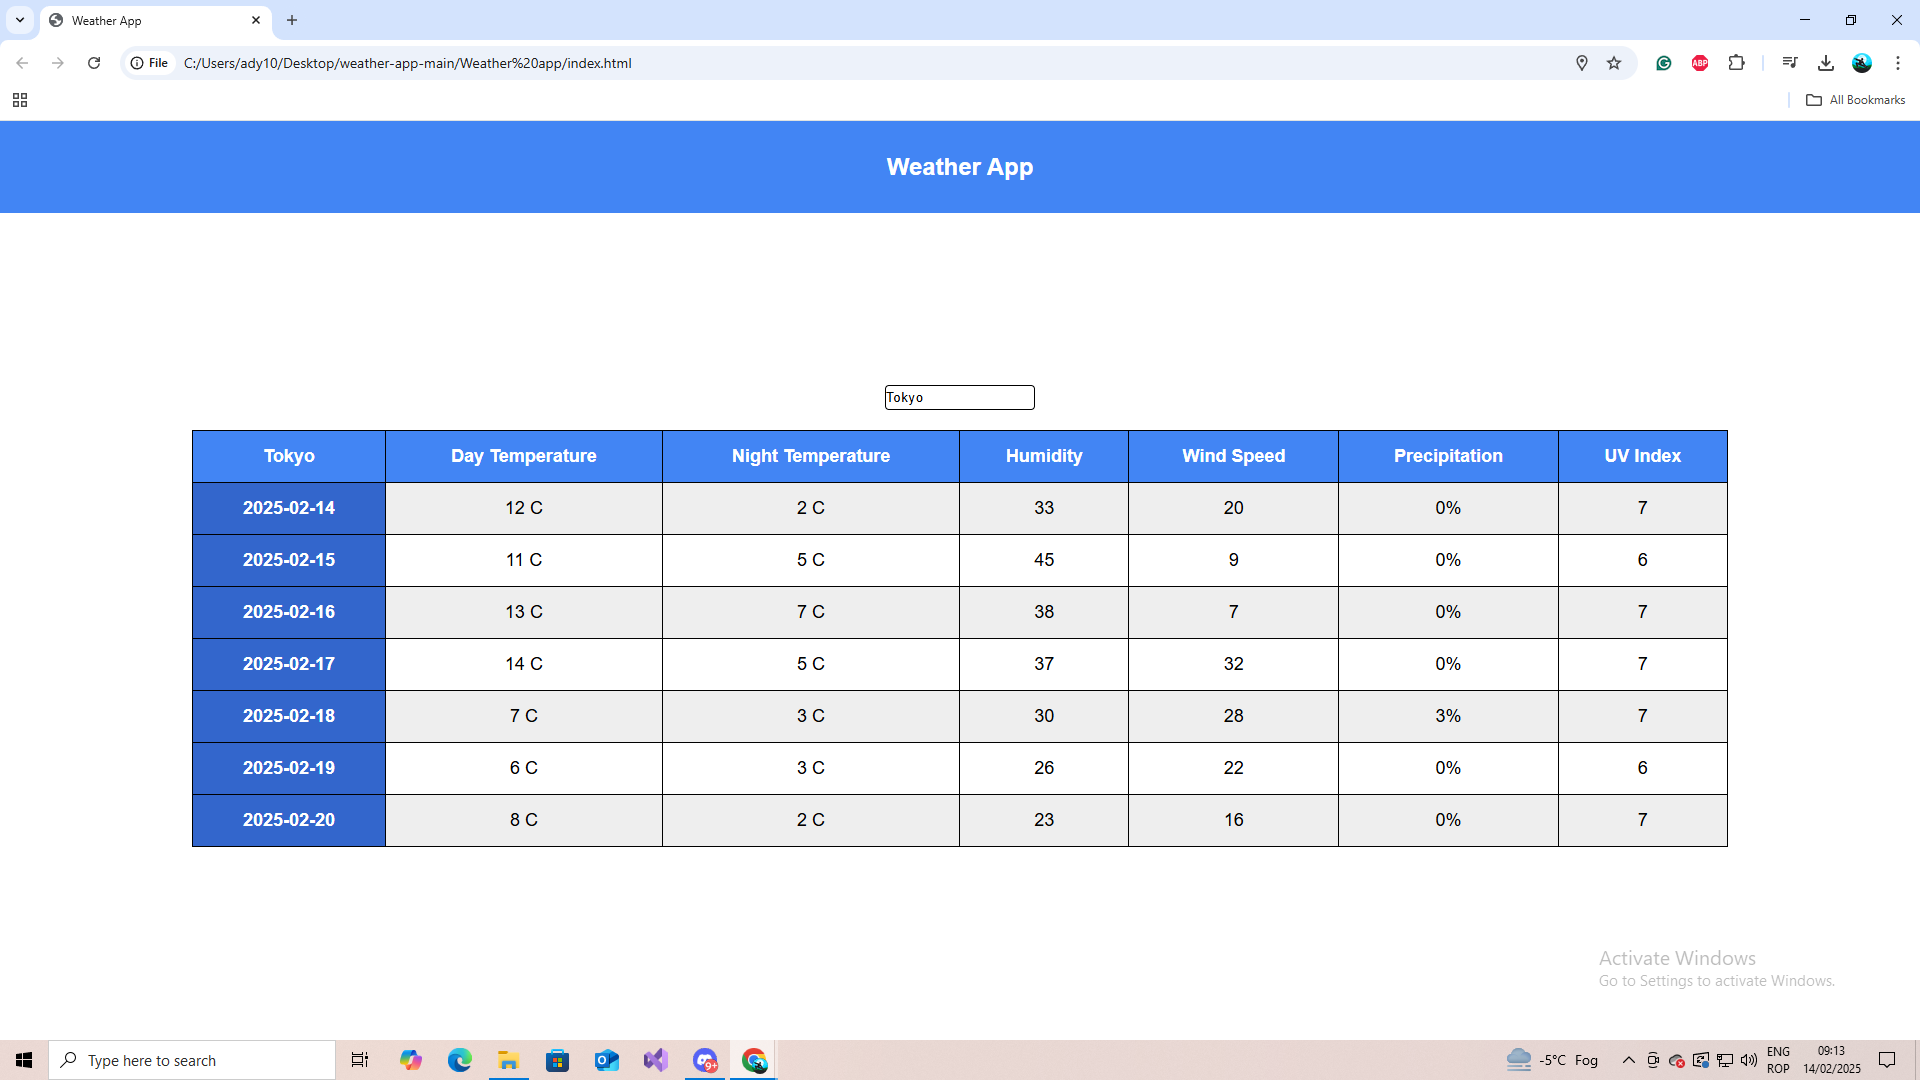 Weather App
File C:/Users/ady10/Desktop/weather-app-main/Weather%20app/index.html
ABP
All Bookmarks
Weather App
Tokyo
Tokyo Day Temperature Night Temperature Humidity Wind Speed Precipitation UV Index
2025-02-14 12 C 2 C 33 20 0% 7
2025-02-15 11 C 5 C 45 9 0% 6
2025-02-16 13 C 7 C 38 7 0% 7
2025-02-17 14 C 5 C 37 32 0% 7
2025-02-18 7 C 3 C 30 28 3% 7
2025-02-19 6 C 3 C 26 22 0% 6
2025-02-20 8 C 2 C 23 16 0% 7
Activate Windows
Go to Settings to activate Windows.
Type here to search
9+
-5°C Fog
ENG
ROP
09:13
14/02/2025